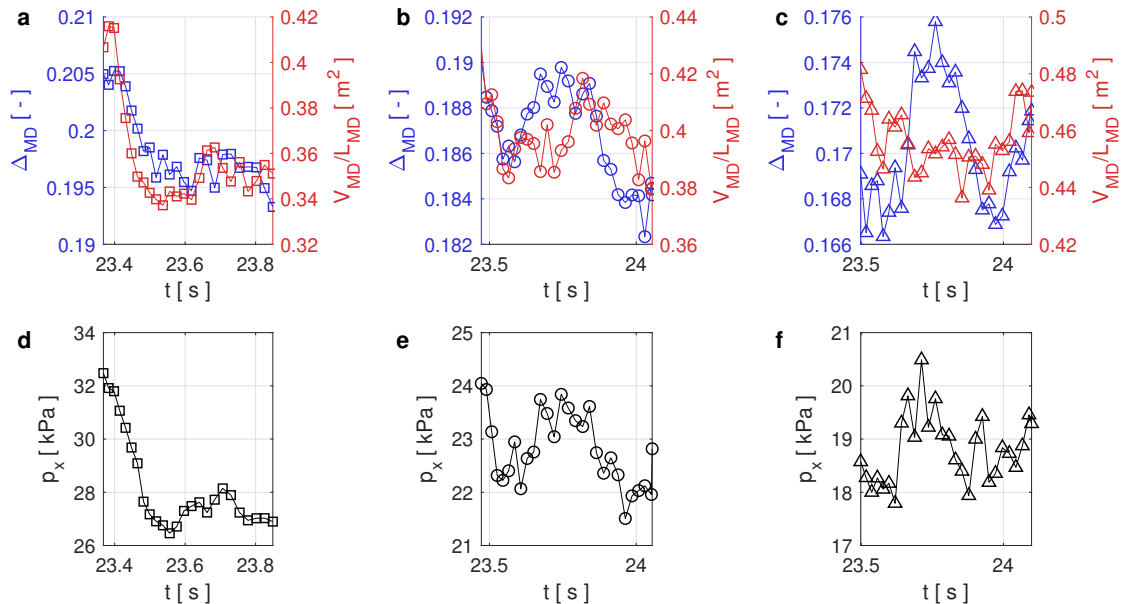 a
0.21
0.205
0.2
0.195
0.19
Δ_MD [ - ]
0.42
0.4
0.38
0.36
0.34
0.32
V_MD/L_MD [ m²]
23.4 23.6 23.8
t [ s ]
b
0.192
0.19
0.188
0.186
0.184
0.182
Δ_MD [ - ]
0.44
0.42
0.4
0.38
0.36
V_MD/L_MD [ m²]
23.5 24
t [ s ]
c
0.176
0.174
0.172
0.17
0.168
0.166
Δ_MD [ - ]
0.5
0.48
0.46
0.44
0.42
V_MD/L_MD [ m²]
23.5 24
t [ s ]
d
34
32
30
28
26
p_x [ kPa]
23.4 23.6 23.8
t [ s ]
e
25
24
23
22
21
p_x [ kPa]
23.5 24
t [ s ]
f
21
20
19
18
17
p_x [ kPa]
23.5 24
t [ s ]